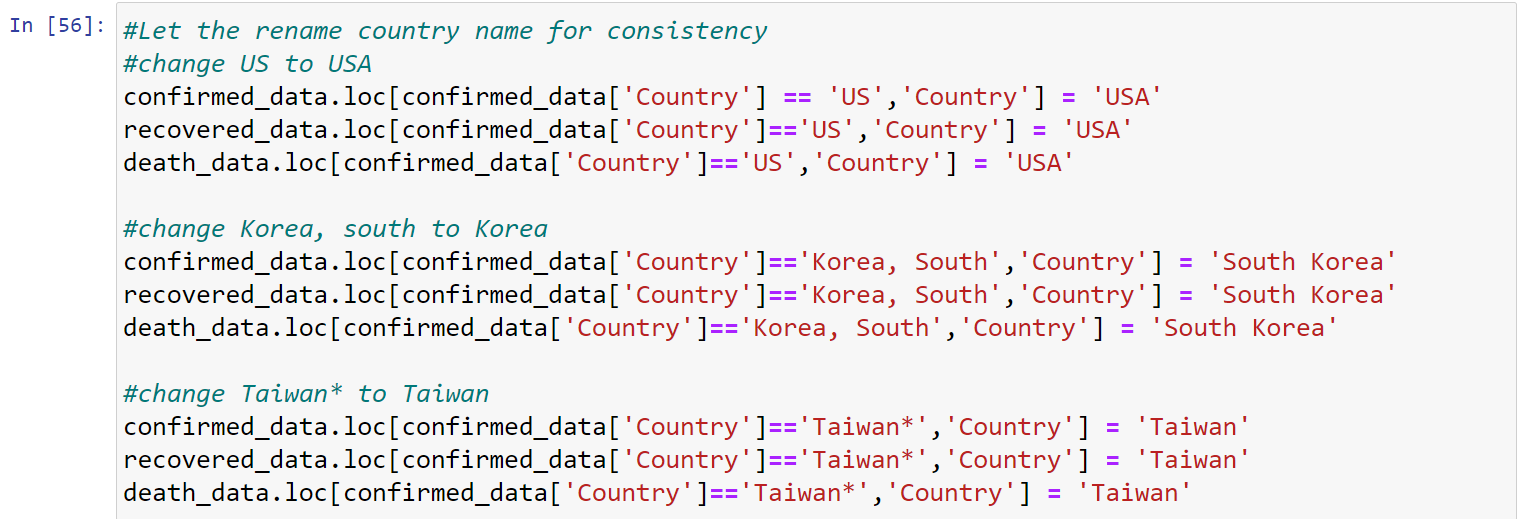 In [56]: #Let the rename country name for consistency
#change US to USA
confirmed_data.loc[confirmed_data['Country'] == 'US','Country'] = 'USA'
recovered_data.loc[confirmed_data['Country']=='US','Country'] = 'USA'
death_data.loc[confirmed_data['Country']=='US','Country'] = 'USA'
#change Korea, south to Korea
confirmed_data.loc[confirmed_data['Country']=='Korea, South','Country'] = 'South Korea'
recovered_data.loc[confirmed_data['Country']=='Korea, South','Country'] = 'South Korea'
death_data.loc[confirmed_data['Country']=='Korea, South','Country'] = 'South Korea'
#change Taiwan* to Taiwan
confirmed_data.loc[confirmed_data['Country']=='Taiwan*','Country'] = 'Taiwan'
recovered_data.loc[confirmed_data['Country']=='Taiwan*','Country'] = 'Taiwan'
death_data.loc[confirmed_data['Country']=='Taiwan*','Country'] = 'Taiwan'